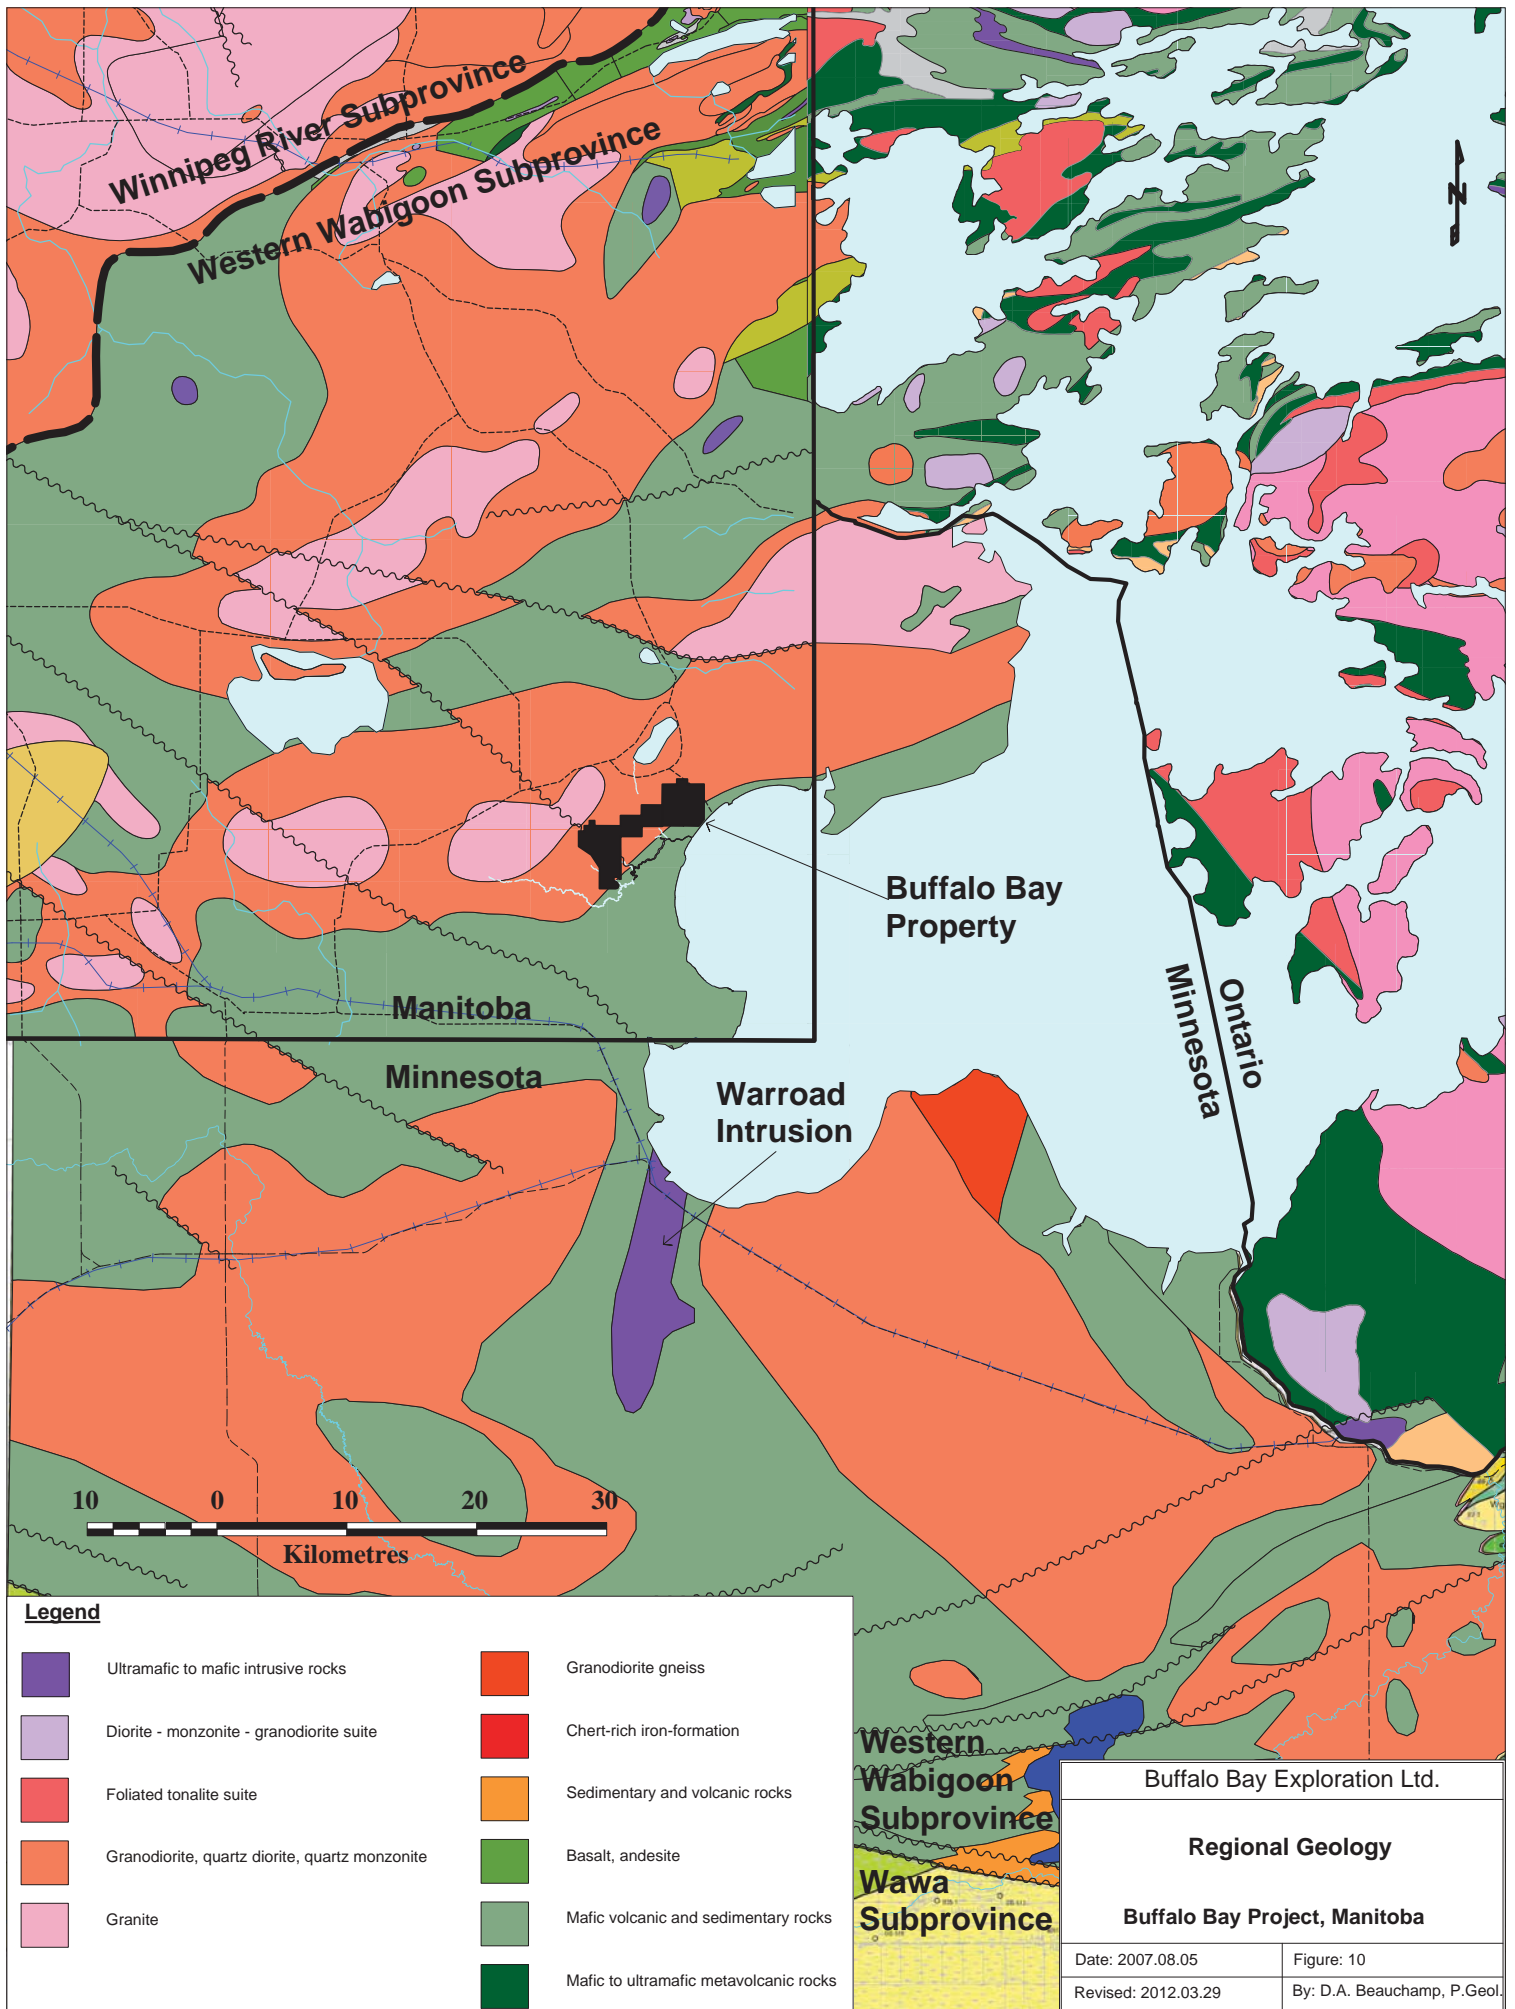 Winnipeg River Subprovince
Western Wabigoon Subprovince
N
Buffalo Bay
Property
Manitoba
Minnesota
Ontario
Minnesota
Warroad
Intrusion
10 0 10 20 30
Kilometres
Legend
Ultramafic to mafic intrusive rocks
Diorite - monzonite - granodiorite suite
Foliated tonalite suite
Granodiorite, quartz diorite, quartz monzonite
Granite
Granodiorite gneiss
Chert-rich iron-formation
Sedimentary and volcanic rocks
Basalt, andesite
Mafic volcanic and sedimentary rocks
Mafic to ultramafic metavolcanic rocks
Western
Wabigoon
Subprovince
Wawa
Subprovince
Buffalo Bay Exploration Ltd.
Regional Geology
Buffalo Bay Project, Manitoba
Date: 2007.08.05
Figure: 10
Revised: 2012.03.29
By: D.A. Beauchamp, P.Geol.